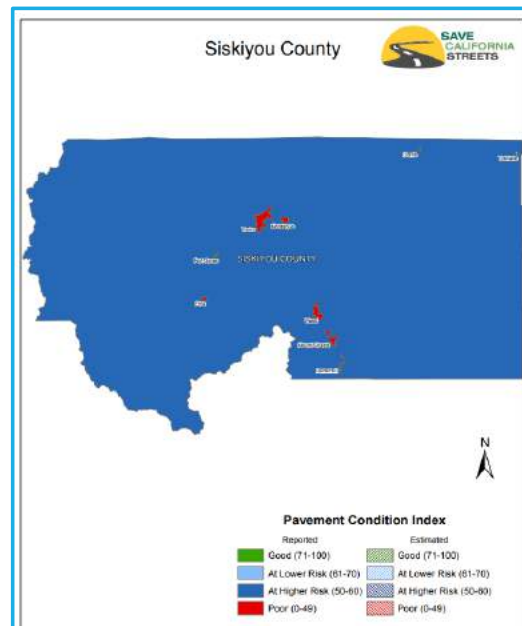 Siskiyou County
SAVE
CALIFORNIA
STREETS
SISKIYOU COUNTY
N
Pavement Condition Index
Reported
Estimated
Good (71-100)
Good (71-100)
At Lower Risk (61-70)
At Lower Risk (61-70)
At Higher Risk (50-60)
At Higher Risk (50-60)
Poor (0-49)
Poor (0-49)